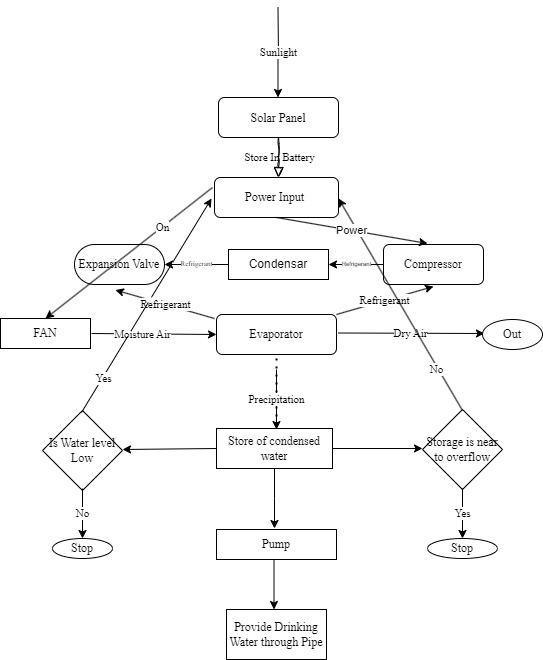 Sunlight
Solar Panel
Store In Battery
Power Input
On
Power
Expansion Valve
Refrigerant
Condensar
Refrigerant
Compressor
Refrigerant
Refrigerant
FAN
Moisture Air
Evaporator
Dry Air
Out
Yes
No
Precipitation
Is Water level
Low
Store of condensed
water
Storage is near
to overflow
No
Yes
Stop
Pump
Stop
Provide Drinking
Water through Pipe